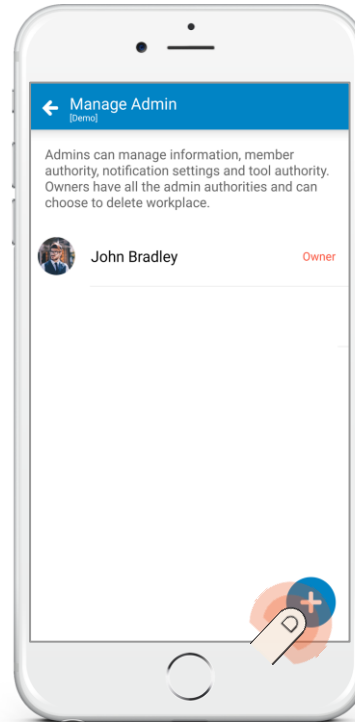 Manage Admin
[Demo]
Admins can manage information, member
authority, notification settings and tool authority.
Owners have all the admin authorities and can
choose to delete workplace.
John Bradley
Owner